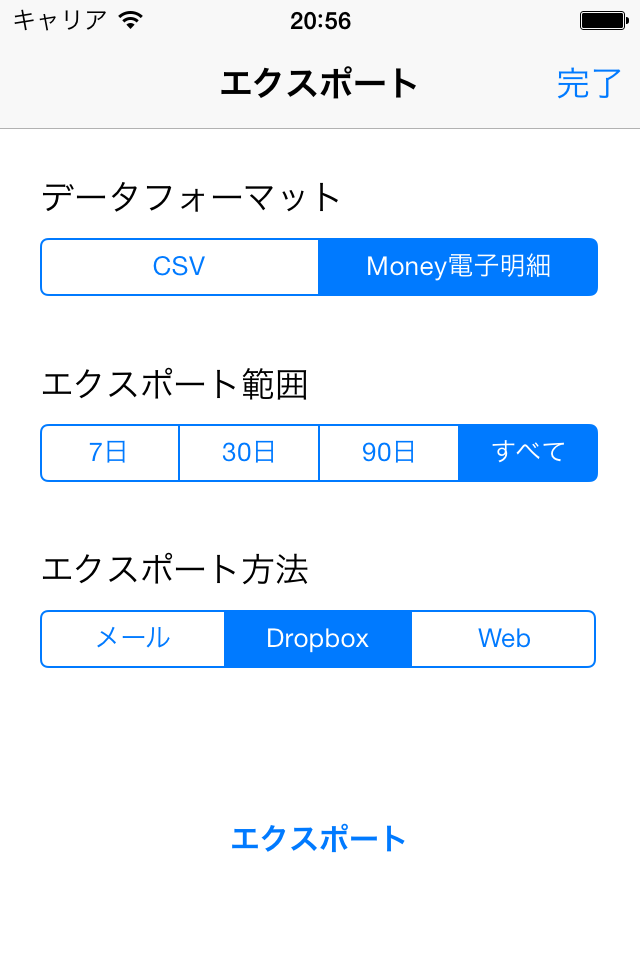 キャリア 20:56
エクスポート 完了
データフォーマット
CSV Money電子明細
エクスポート範囲
7日 30日 90日 すべて
エクスポート方法
メール Dropbox Web
エクスポート